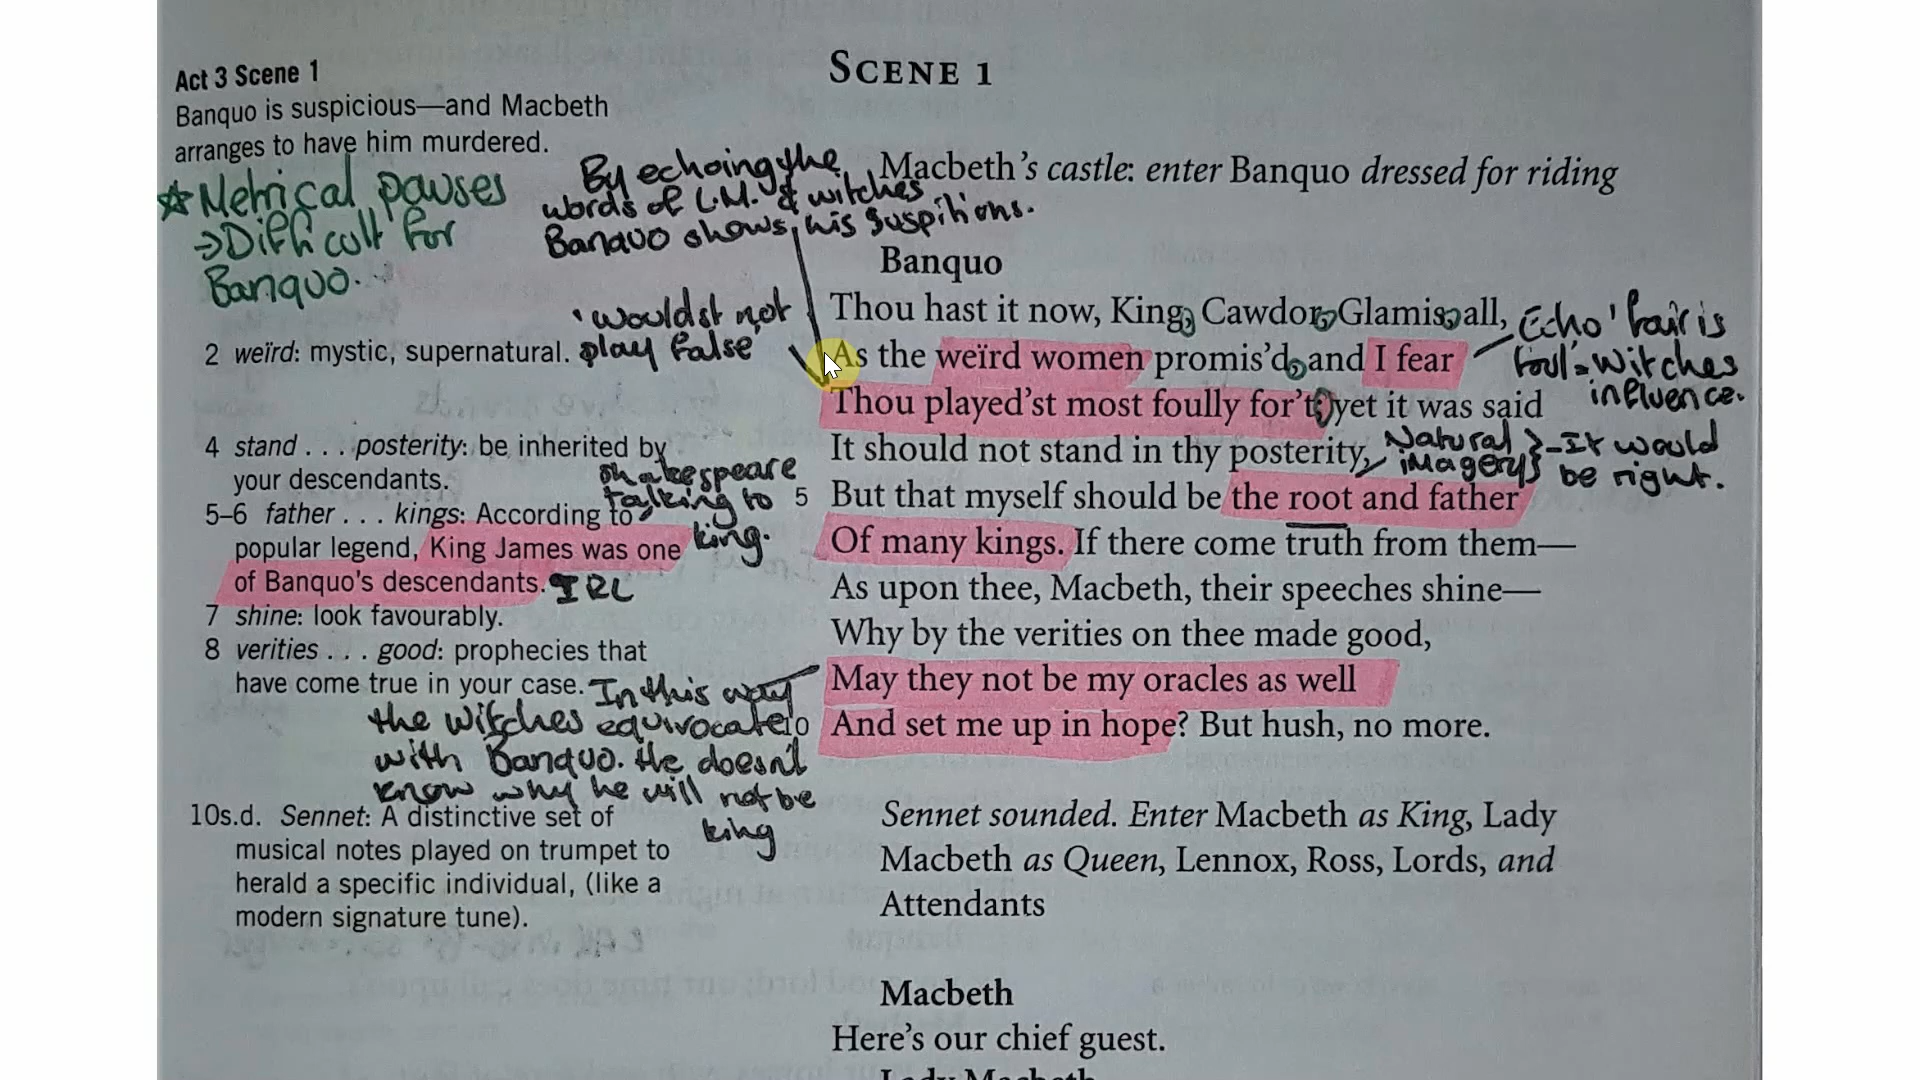 SCENE 1
Act 3 Scene 1
Banquo is suspicious—and Macbeth
arranges to have him murdered.
☆ Metrical pauses
→Difficult for
Banquo.
By echoing the
words of L.M. & witches
Banquo shows his suspitions.
Macbeth's castle: enter Banquo dressed for riding
Banquo
Thou hast it now, King, Cawdor, Glamis, all,
As the weïrd women promis'd, and I fear
Thou played'st most foully for't, yet it was said
It should not stand in thy posterity,
5 But that myself should be the root and father
Of many kings. If there come truth from them—
As upon thee, Macbeth, their speeches shine—
Why by the verities on thee made good,
May they not be my oracles as well
10 And set me up in hope? But hush, no more.
Echo 'fair is
foul' = witches
influence.
Natural
imagery
- It would
be right.
'wouldst not
play false'
2 weïrd: mystic, supernatural.
4 stand . . . posterity: be inherited by
your descendants.
5–6 father . . . kings: According to
popular legend, King James was one
of Banquo's descendants.
IRL
shakespeare
talking to
king.
7 shine: look favourably.
8 verities . . . good: prophecies that
have come true in your case.
In this way
the witches equivocate
with Banquo. He doesn't
know why he will not be
king
10s.d. Sennet: A distinctive set of
musical notes played on trumpet to
herald a specific individual, (like a
modern signature tune).
Sennet sounded. Enter Macbeth as King, Lady
Macbeth as Queen, Lennox, Ross, Lords, and
Attendants
Macbeth
Here's our chief guest.
Lady Macbeth